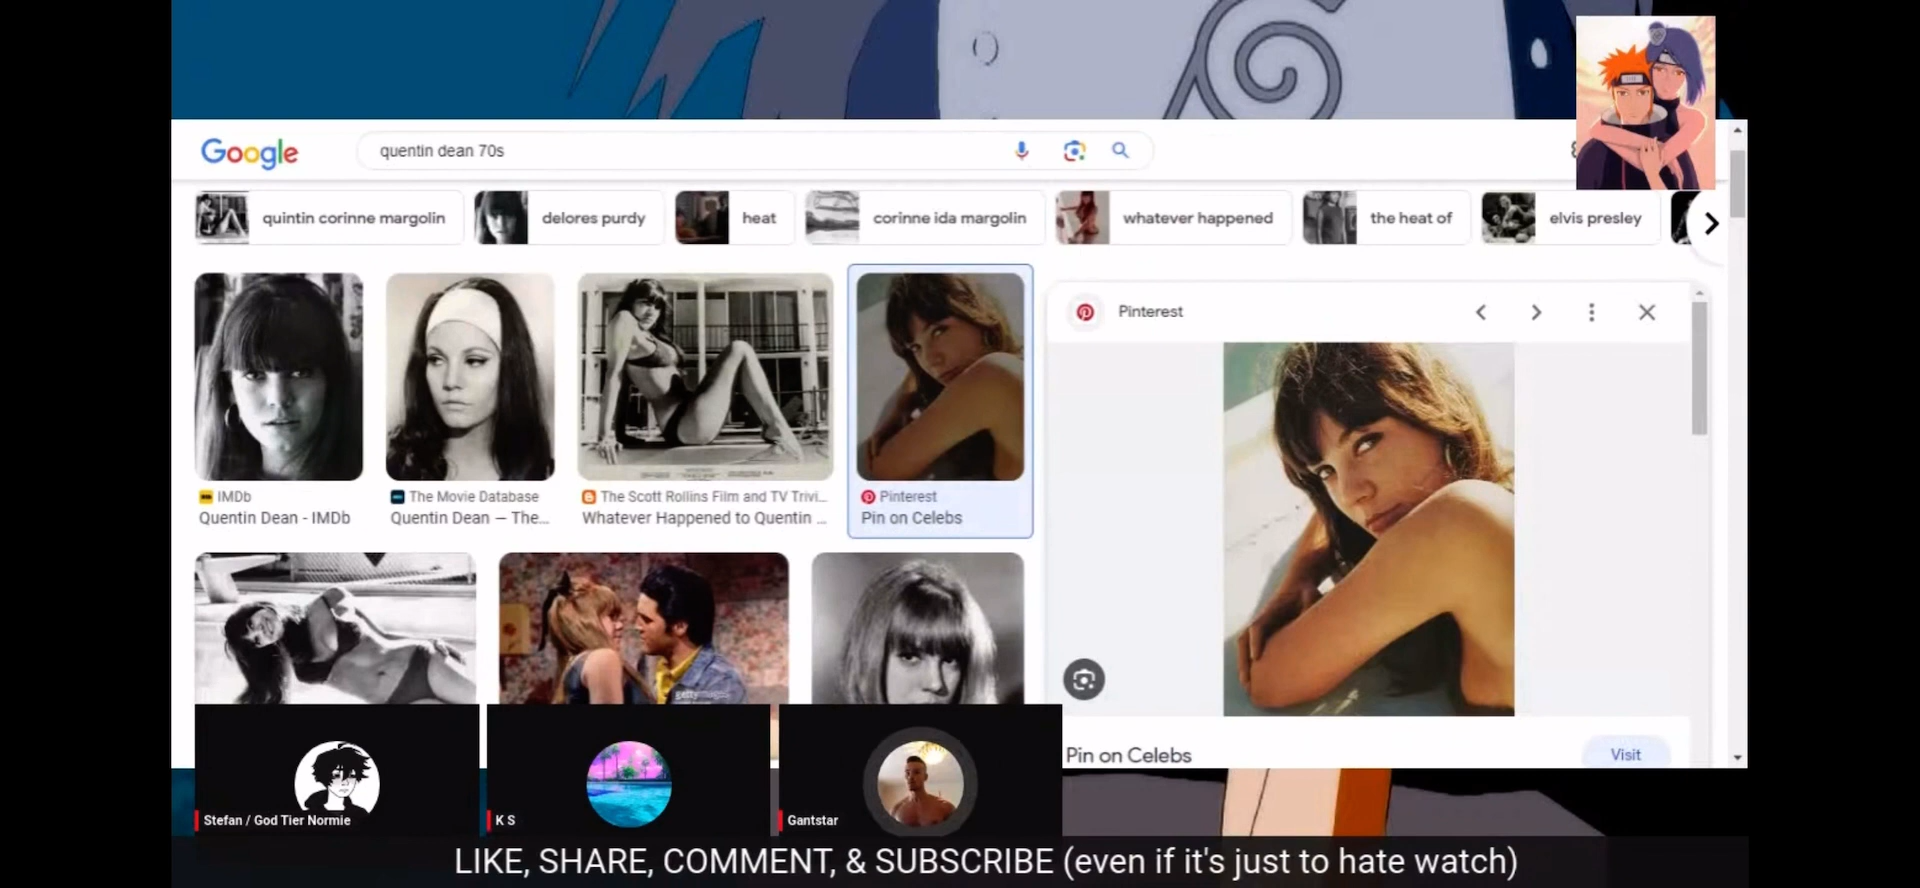 Google
quentin dean 70s
quintin corinne margolin
delores purdy
heat
corinne ida margolin
whatever happened
the heat of
elvis presley
Pinterest
IMDb
Quentin Dean - IMDb
The Movie Database
Quentin Dean — The...
The Scott Rollins Film and TV Trivi...
Whatever Happened to Quentin ...
Pinterest
Pin on Celebs
gettyimages
Pin on Celebs
Visit
Stefan / God Tier Normie
K S
Gantstar
LIKE, SHARE, COMMENT, & SUBSCRIBE (even if it's just to hate watch)